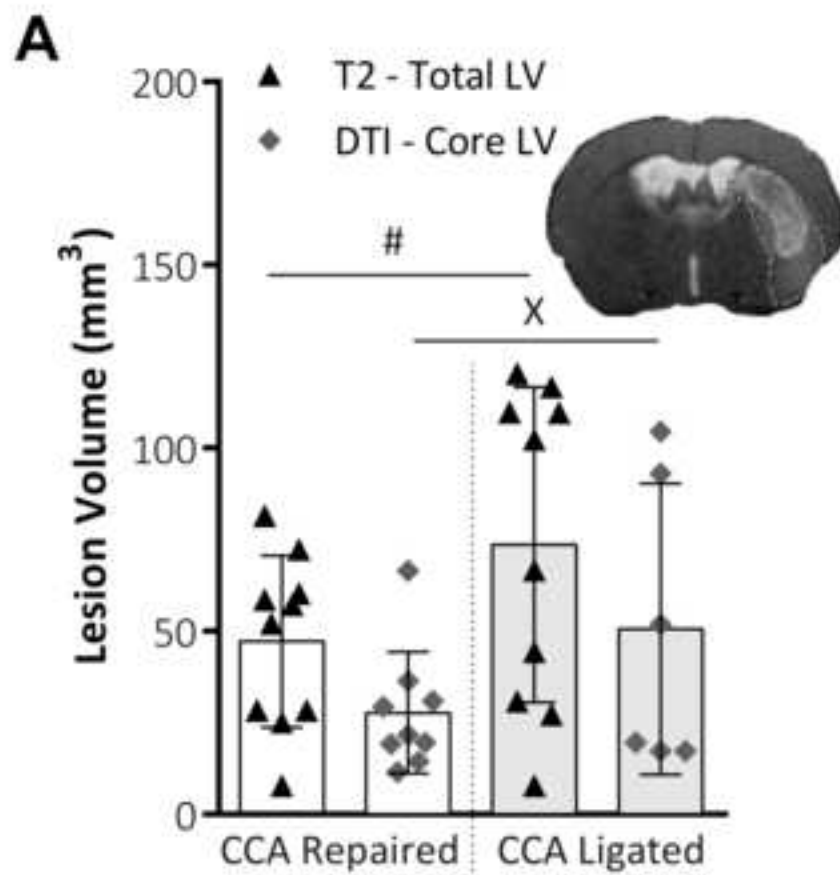 A
T2 - Total LV
DTI - Core LV
200
150
100
50
0
Lesion Volume (mm³)
#
X
CCA Repaired
CCA Ligated